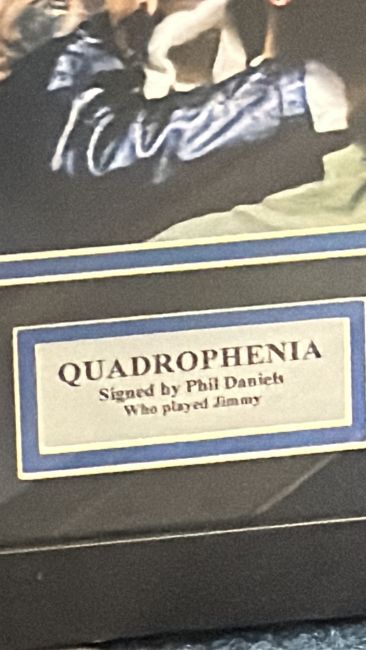 QUADROPHENIA
Signed by Phil Daniels
Who played Jimmy